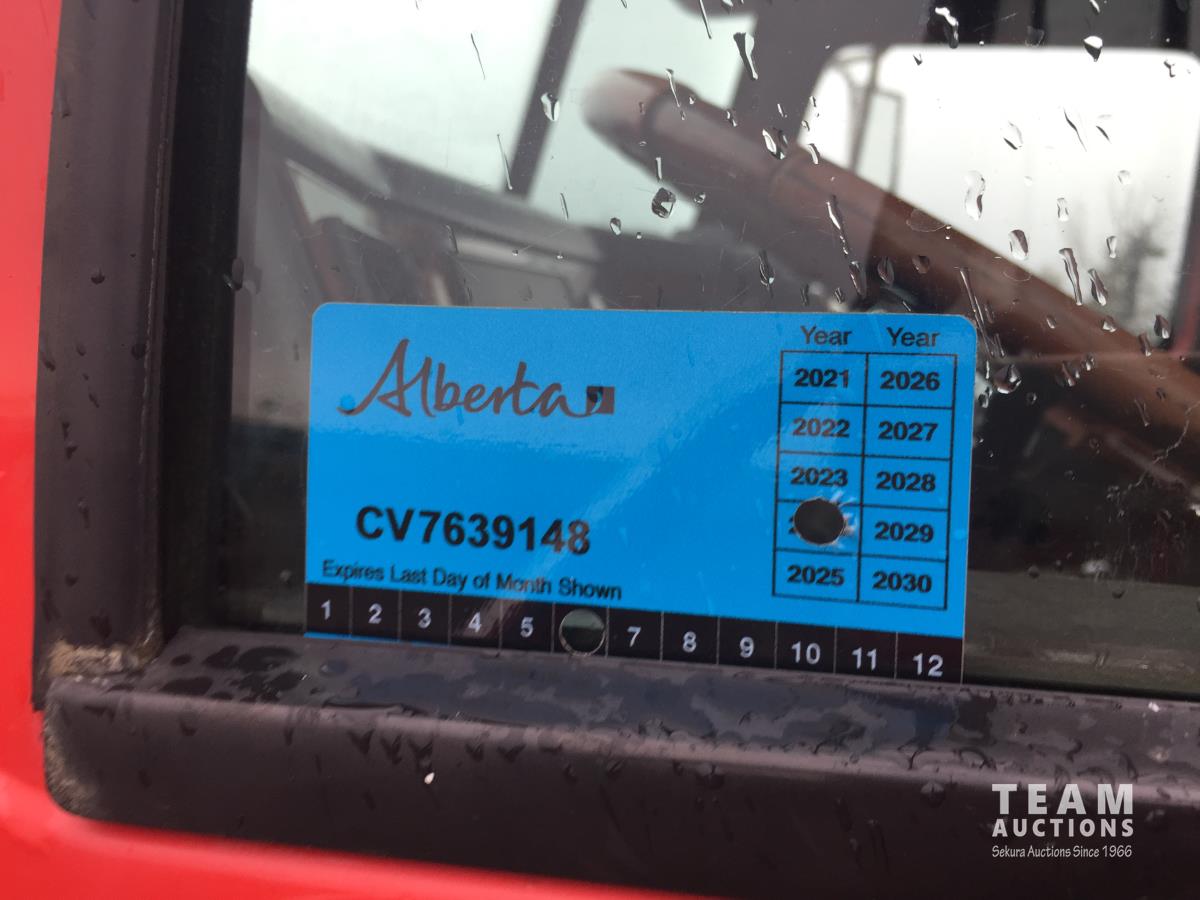 Alberta
CV7639148
Expires Last Day of Month Shown
Year Year
2021 2026
2022 2027
2023 2028
2029
2025 2030
1 2 3 4 5 7 8 9 10 11 12
TEAM
AUCTIONS
Sekura Auctions Since 1966